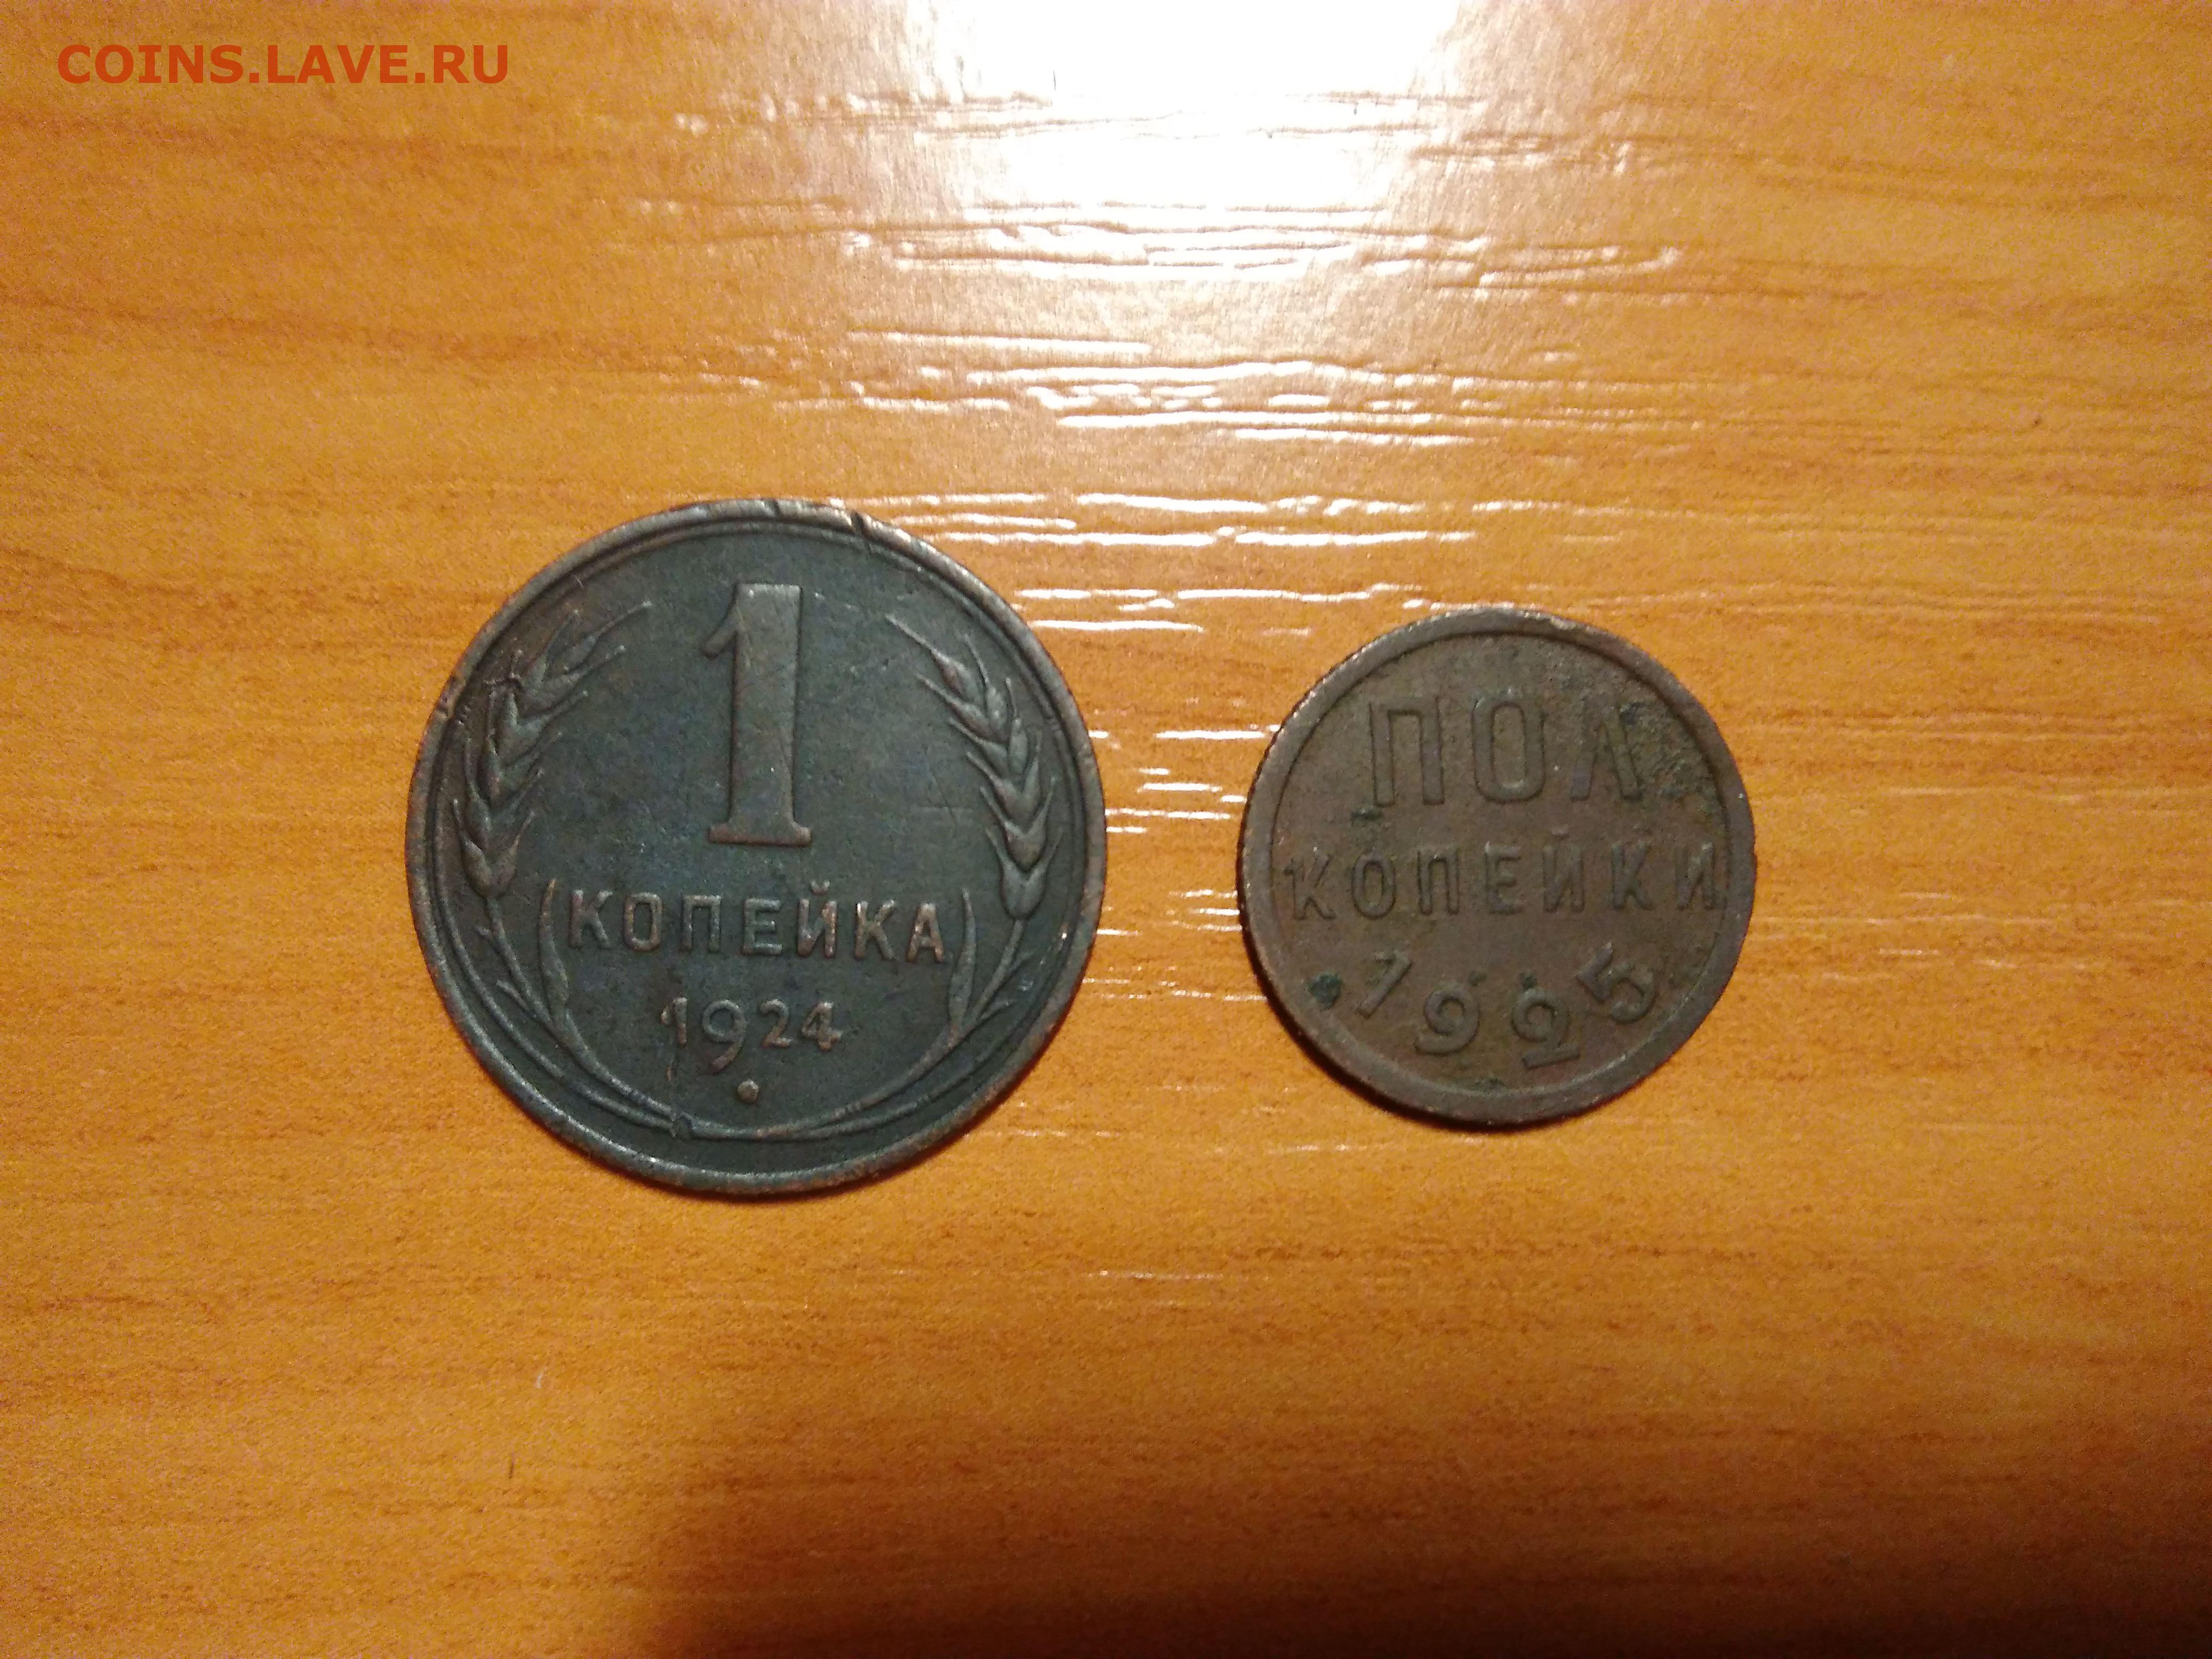 COINS.LAVE.RU
1
КОПЕЙКА
1924
ПОЛ
КОПЕЙКИ
1925